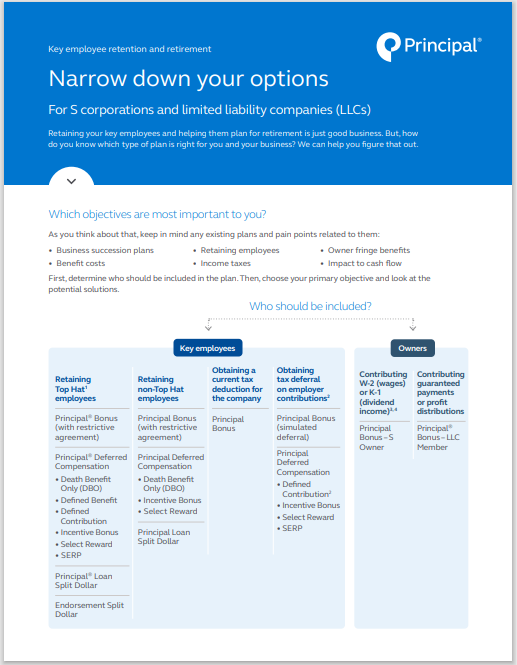 Key employee retention and retirement
Principal®
Narrow down your options
For S corporations and limited liability companies (LLCs)
Retaining your key employees and helping them plan for retirement is just good business. But, how
do you know which type of plan is right for you and your business? We can help you figure that out.
Which objectives are most important to you?
As you think about that, keep in mind any existing plans and pain points related to them:
• Business succession plans
• Retaining employees
• Owner fringe benefits
• Benefit costs
• Income taxes
• Impact to cash flow
First, determine who should be included in the plan. Then, choose your primary objective and look at the
potential solutions.
Who should be included?
Key employees
Retaining
Top Hat¹
employees
Principal® Bonus
(with restrictive
agreement)
Principal® Deferred
Compensation
• Death Benefit
Only (DBO)
• Defined Benefit
• Defined
Contribution
• Incentive Bonus
• Select Reward
• SERP
Principal® Loan
Split Dollar
Endorsement Split
Dollar
Retaining
non-Top Hat
employees
Principal Bonus
(with restrictive
agreement)
Principal Deferred
Compensation
• Death Benefit
Only (DBO)
• Incentive Bonus
• Select Reward
Principal Loan
Split Dollar
Obtaining a
current tax
deduction for
the company
Principal
Bonus
Obtaining
tax deferral
on employer
contributions²
Principal Bonus
(simulated
deferral)
Principal
Deferred
Compensation
• Defined
Contribution²
• Incentive Bonus
• Select Reward
• SERP
Owners
Contributing
W-2 (wages)
or K-1
(dividend
income)³,⁴
Principal
Bonus – S
Owner
Contributing
guaranteed
payments
or profit
distributions
Principal®
Bonus – LLC
Member